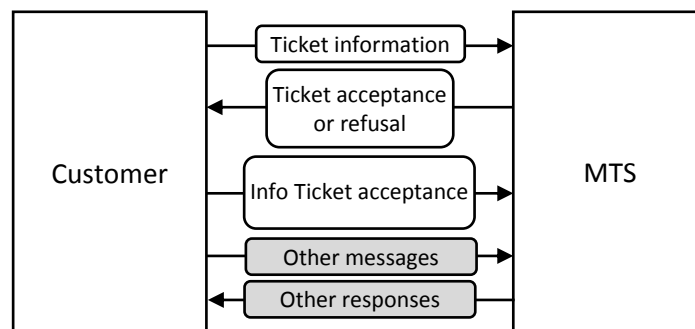 Ticket information
Ticket acceptance
or refusal
Customer
MTS
Info Ticket acceptance
Other messages
Other responses